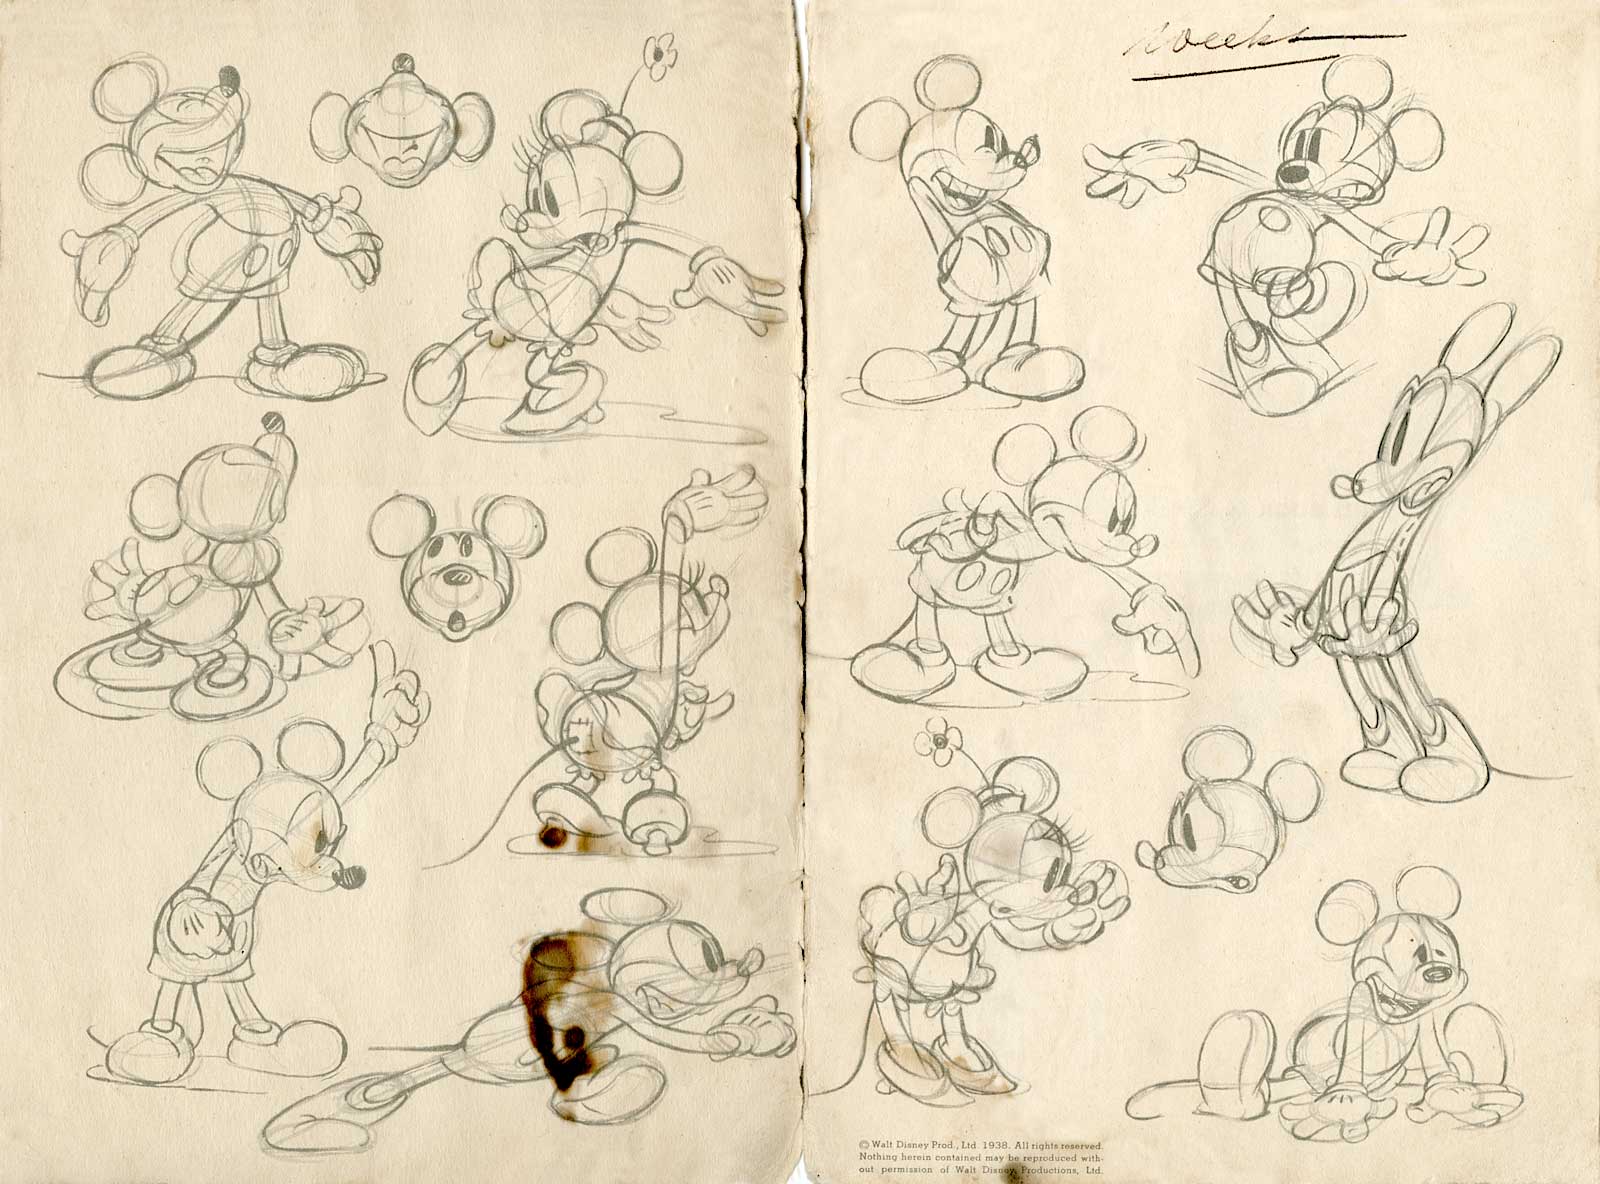 Weeks
© Walt Disney Prod., Ltd. 1938. All rights reserved.
Nothing herein contained may be reproduced with-
out permission of Walt Disney Productions, Ltd.